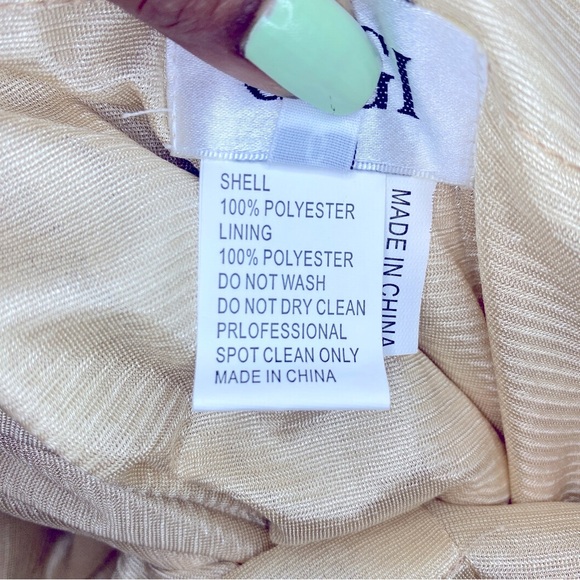 GI
SHELL
100% POLYESTER
LINING
100% POLYESTER
DO NOT WASH
DO NOT DRY CLEAN
PRLOFESSIONAL
SPOT CLEAN ONLY
MADE IN CHINA
MADE IN CHINA